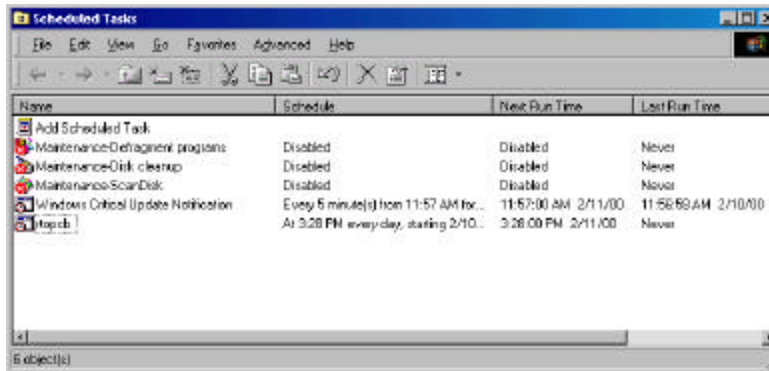 Scheduled Tasks
File Edit View Go Favorites Advanced Help
Name Schedule Next Run Time Last Run Time
Add Scheduled Task
Maintenance-Defragment programs Disabled Disabled Never
Maintenance-Disk cleanup Disabled Disabled Never
Maintenance-ScanDisk Disabled Disabled Never
Windows Critical Update Notification Every 5 minute(s) from 11:57 AM for... 11:57:00 AM 2/11/00 11:56:59 AM 2/10/00
stopcb At 3:28 PM every day, starting 2/10... 3:28:00 PM 2/11/00 Never
6 object(s)